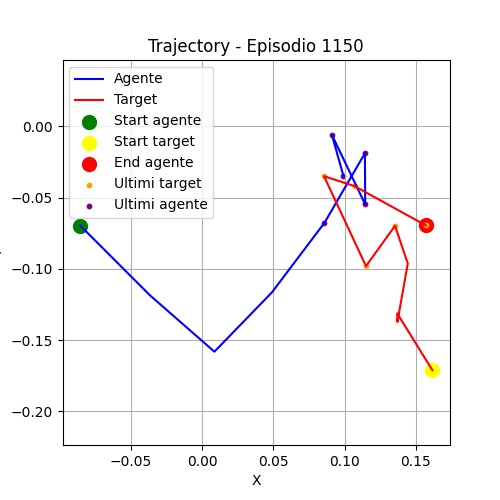 Trajectory - Episodio 1150
Agente
Target
Start agente
Start target
End agente
Ultimi target
Ultimi agente
0.00
−0.05
−0.10
−0.15
−0.20
−0.05
0.00
0.05
0.10
0.15
X